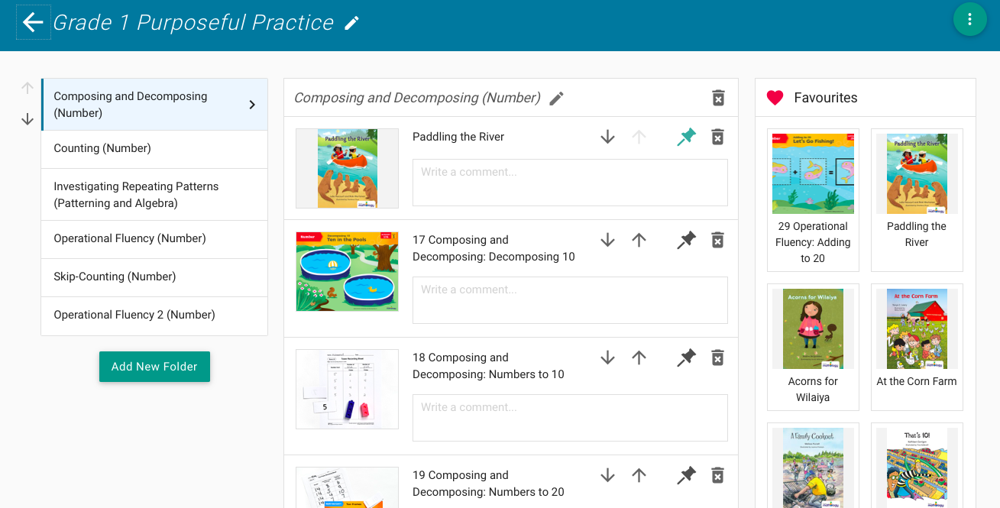 Grade 1 Purposeful Practice
Composing and Decomposing
(Number)
Counting (Number)
Investigating Repeating Patterns
(Patterning and Algebra)
Operational Fluency (Number)
Skip-Counting (Number)
Operational Fluency 2 (Number)
Add New Folder
Composing and Decomposing (Number)
Paddling the River
Paddling the River
Write a comment...
Number
Ten in the Pools
17 Composing and
Decomposing: Decomposing 10
Write a comment...
5
18 Composing and
Decomposing: Numbers to 10
Write a comment...
19 Composing and
Decomposing: Numbers to 20
Favourites
Let's Go Fishing!
+ =
29 Operational
Fluency: Adding
to 20
Paddling the River
mathology
Paddling the
River
Acorns for Wilaiya
mathology
Acorns for
Wilaiya
At the Corn Farm
mathology
At the Corn Farm
A Family Cookout
mathology
That's 10!
mathology